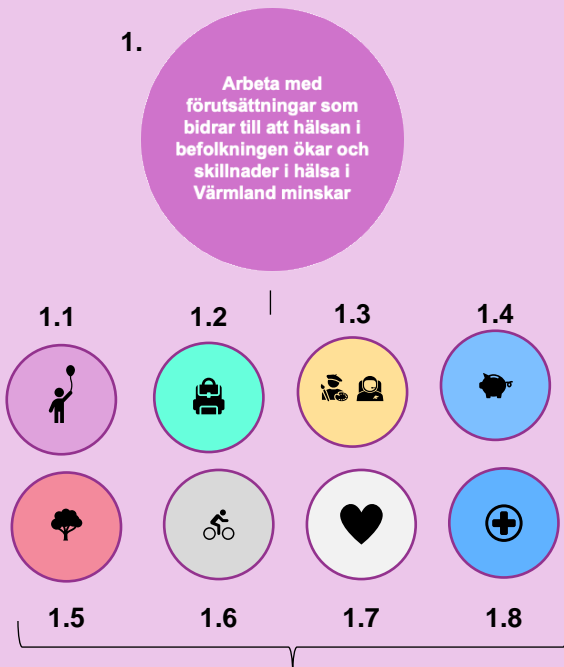 1.
Arbeta med
förutsättningar som
bidrar till att hälsan i
befolkningen ökar och
skillnader i hälsa i
Värmland minskar
1.1
1.2
1.3
1.4
1.5
1.6
1.7
1.8